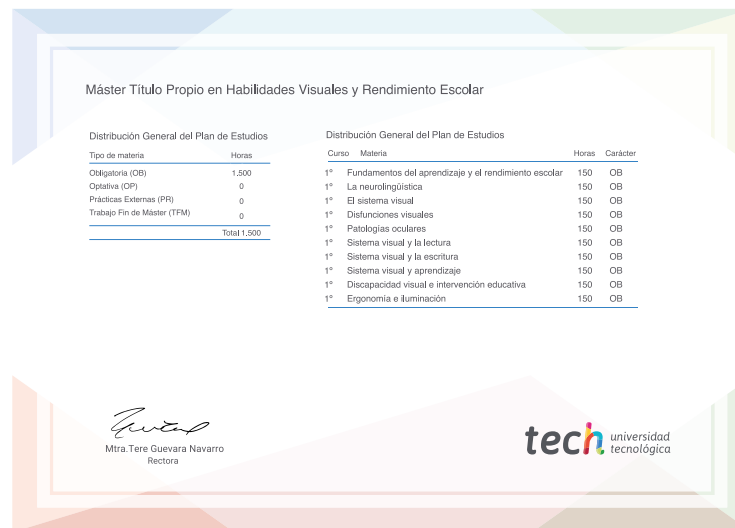 Máster Título Propio en Habilidades Visuales y Rendimiento Escolar
Distribución General del Plan de Estudios
Tipo de materia Horas
Obligatoria (OB) 1.500
Optativa (OP) 0
Prácticas Externas (PR) 0
Trabajo Fin de Máster (TFM) 0
Total 1,500
Distribución General del Plan de Estudios
Curso Materia Horas Carácter
1º Fundamentos del aprendizaje y el rendimiento escolar 150 OB
1º La neurolingüística 150 OB
1º El sistema visual 150 OB
1º Disfunciones visuales 150 OB
1º Patologías oculares 150 OB
1º Sistema visual y la lectura 150 OB
1º Sistema visual y la escritura 150 OB
1º Sistema visual y aprendizaje 150 OB
1º Discapacidad visual e intervención educativa 150 OB
1º Ergonomía e iluminación 150 OB
Mtra.Tere Guevara Navarro
Rectora
tech universidad
tecnológica